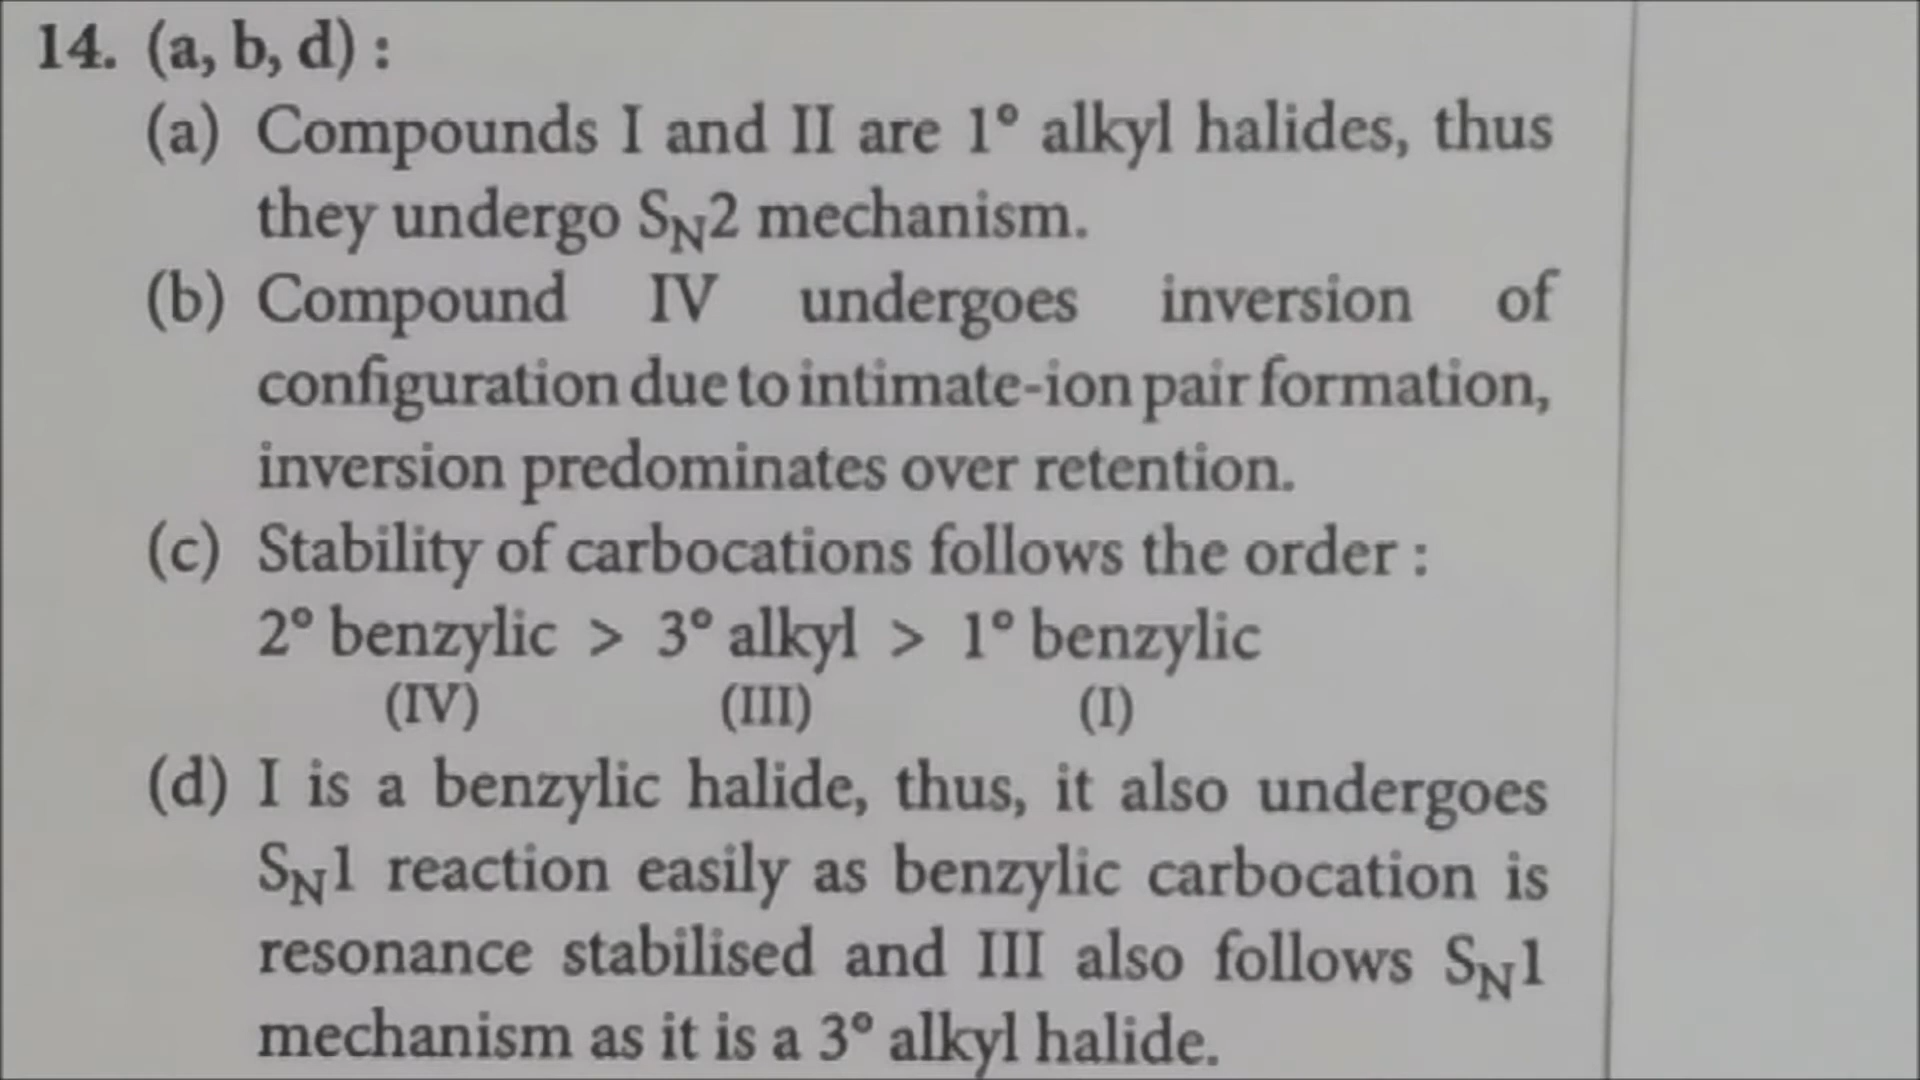 14. (a, b, d) :
(a) Compounds I and II are 1° alkyl halides, thus
they undergo SN2 mechanism.
(b) Compound IV undergoes inversion of
configuration due to intimate-ion pair formation,
inversion predominates over retention.
(c) Stability of carbocations follows the order :
2° benzylic > 3° alkyl > 1° benzylic
(IV) (III) (I)
(d) I is a benzylic halide, thus, it also undergoes
SN1 reaction easily as benzylic carbocation is
resonance stabilised and III also follows SN1
mechanism as it is a 3° alkyl halide.